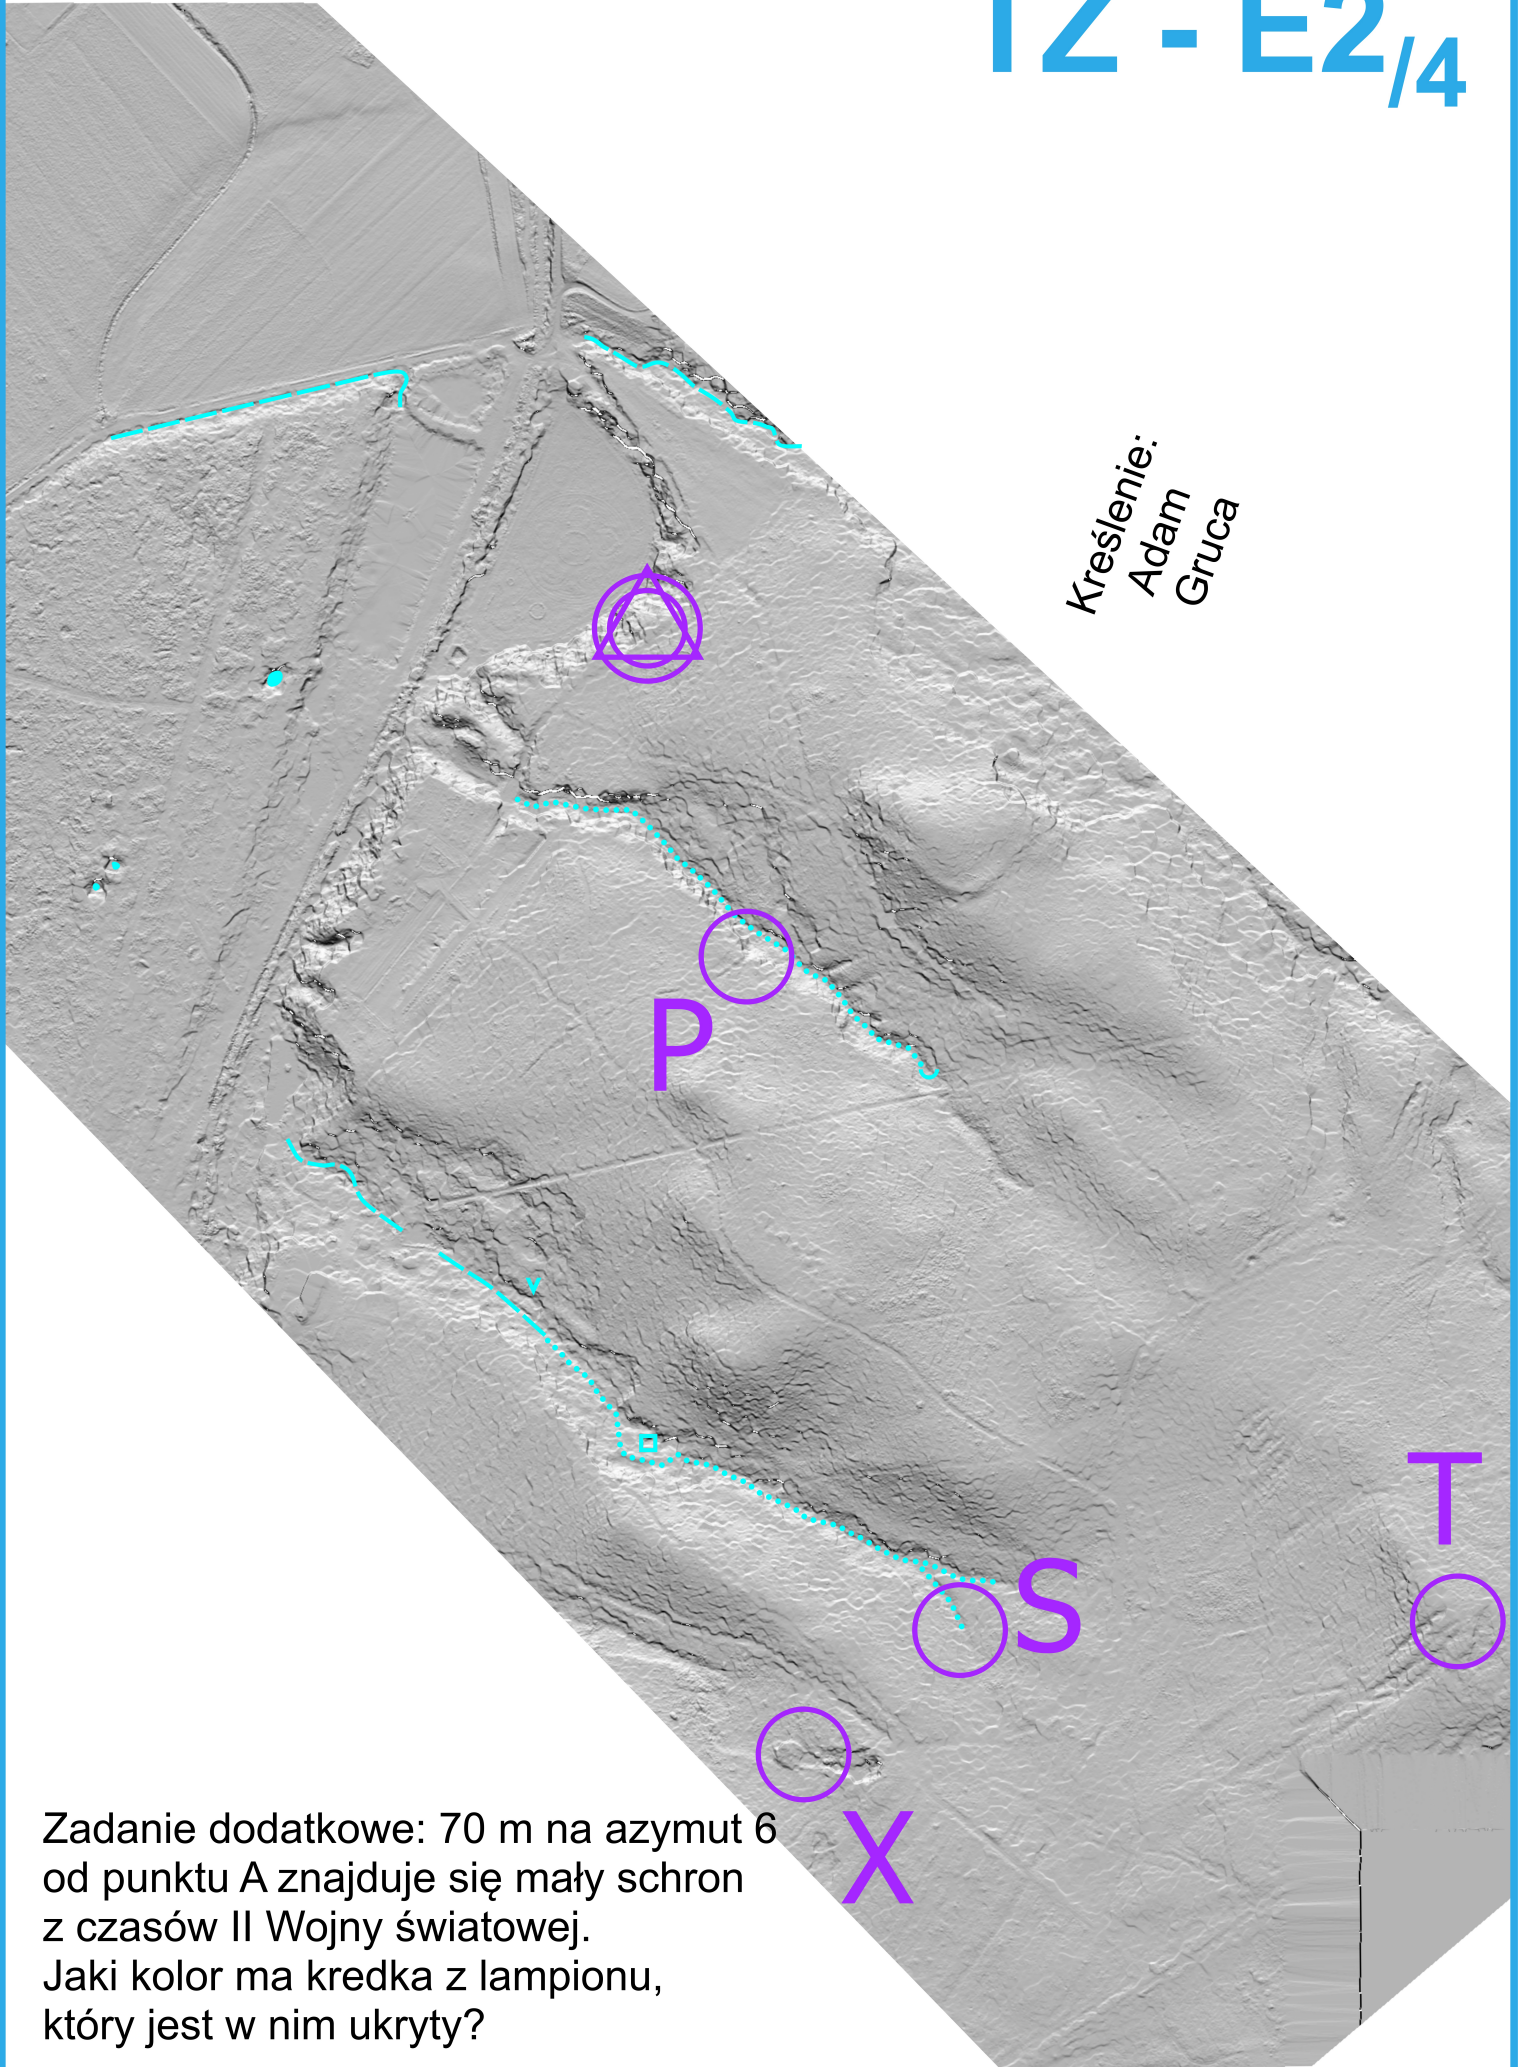 TZ - E2/4
Kreślenie:
Adam
Gruca
P
T
S
X
Zadanie dodatkowe: 70 m na azymut 6
od punktu A znajduje się mały schron
z czasów II Wojny światowej.
Jaki kolor ma kredka z lampionu,
który jest w nim ukryty?